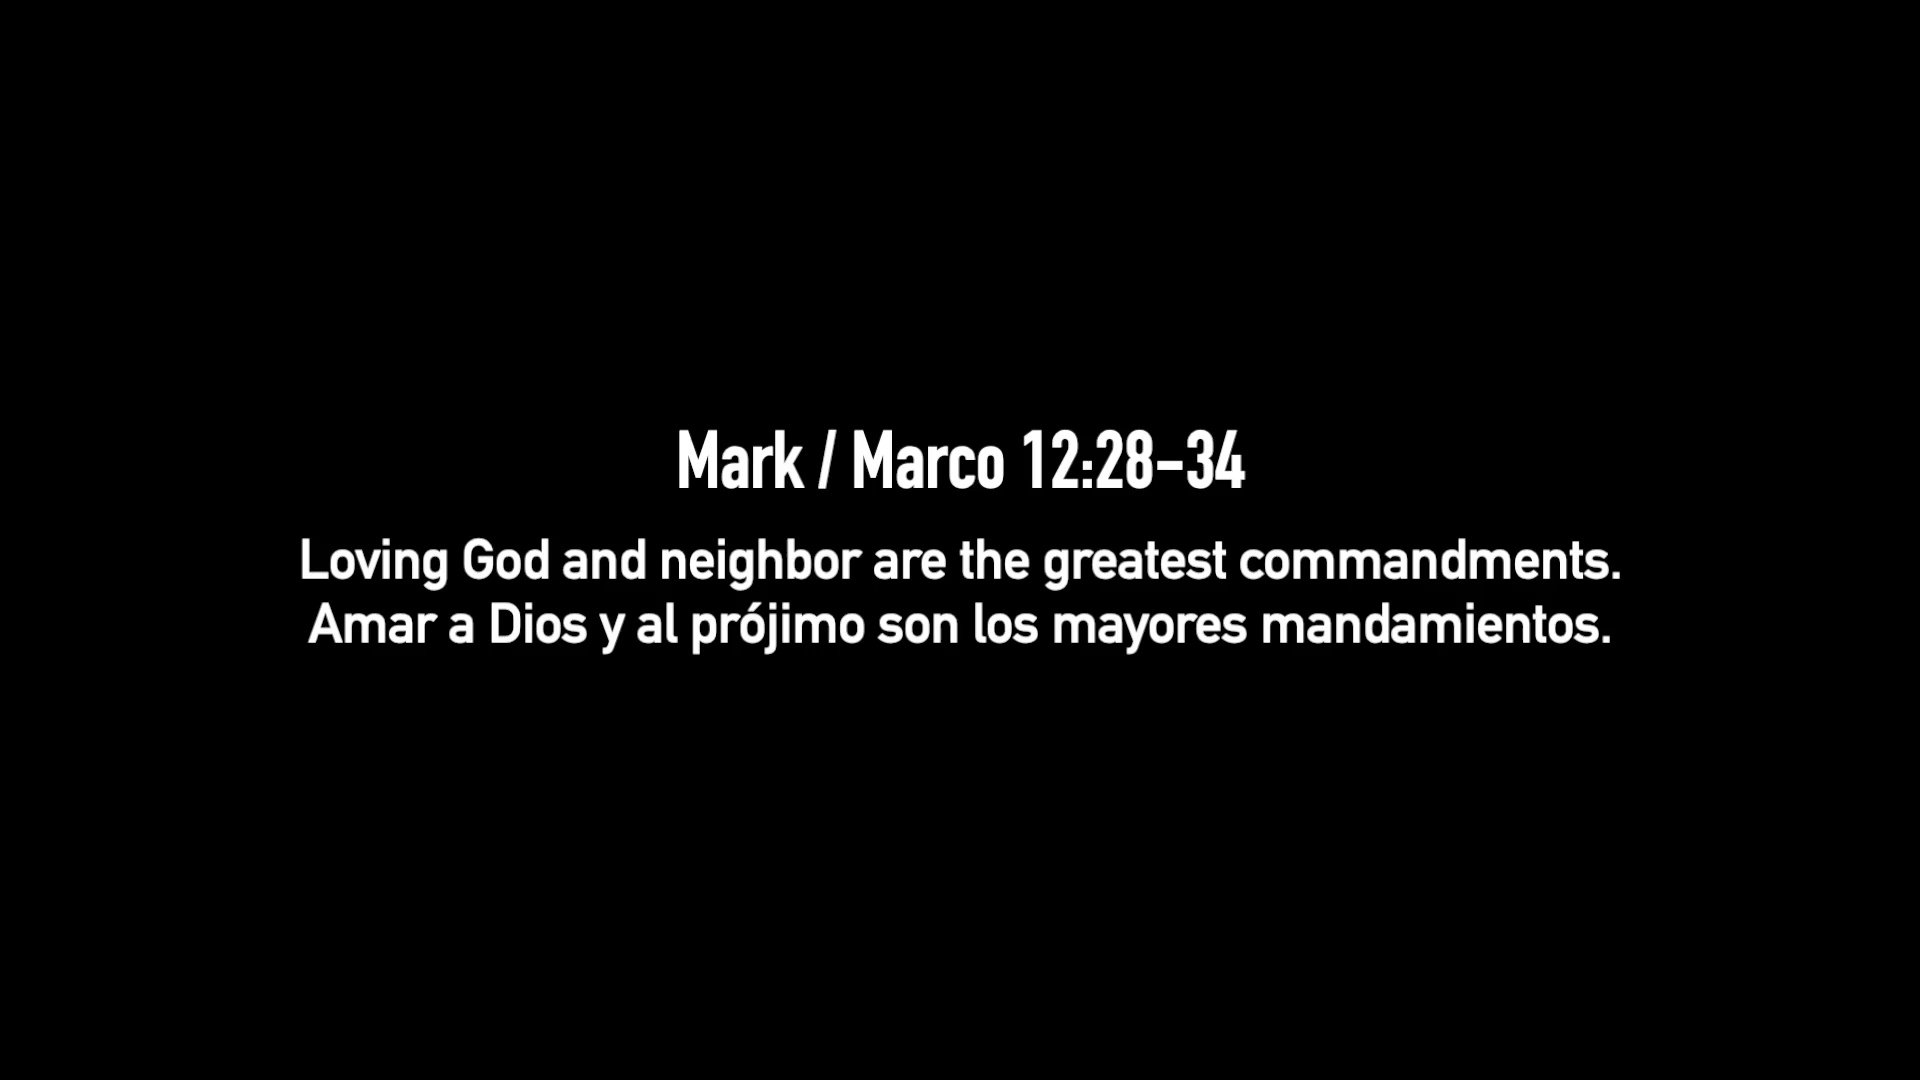 Mark / Marco 12:28-34
Loving God and neighbor are the greatest commandments.
Amar a Dios y al prójimo son los mayores mandamientos.